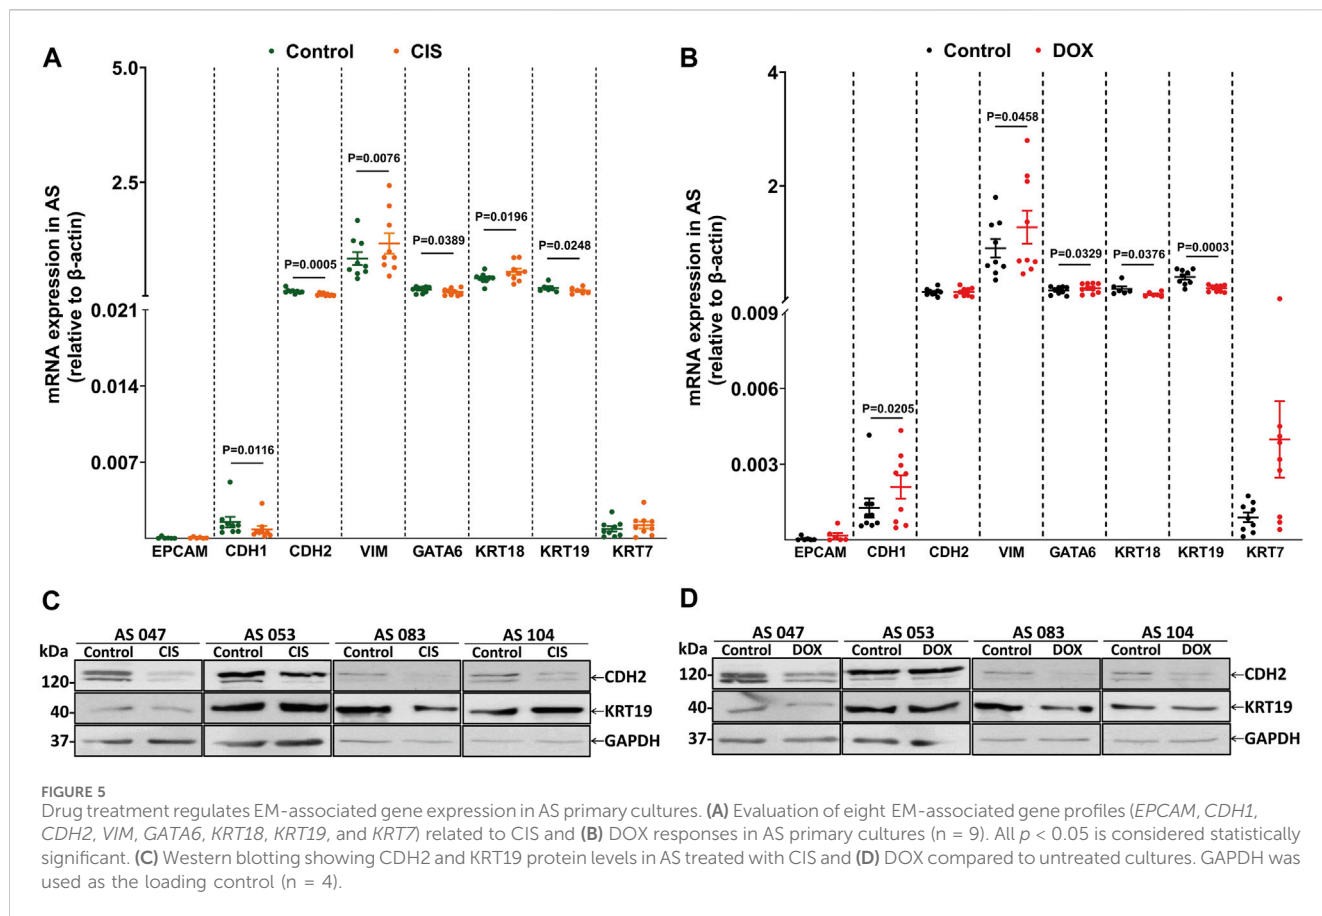 A
Control
CIS
5.0
2.5
0.021
0.014
0.007
mRNA expression in AS
(relative to β-actin)
P=0.0116
P=0.0005
P=0.0076
P=0.0389
P=0.0196
P=0.0248
EPCAM CDH1 CDH2 VIM GATA6 KRT18 KRT19 KRT7
B
Control
DOX
4
2
0.009
0.006
0.003
mRNA expression in AS
(relative to β-actin)
P=0.0205
P=0.0458
P=0.0329
P=0.0376
P=0.0003
EPCAM CDH1 CDH2 VIM GATA6 KRT18 KRT19 KRT7
C
AS 047 AS 053 AS 083 AS 104
kDa Control CIS Control CIS Control CIS Control CIS
120 CDH2
40 KRT19
37 GAPDH
D
AS 047 AS 053 AS 083 AS 104
kDa Control DOX Control DOX Control DOX Control DOX
120 CDH2
40 KRT19
37 GAPDH
FIGURE 5
Drug treatment regulates EM-associated gene expression in AS primary cultures. (A) Evaluation of eight EM-associated gene profiles (EPCAM, CDH1,
CDH2, VIM, GATA6, KRT18, KRT19, and KRT7) related to CIS and (B) DOX responses in AS primary cultures (n = 9). All p < 0.05 is considered statistically
significant. (C) Western blotting showing CDH2 and KRT19 protein levels in AS treated with CIS and (D) DOX compared to untreated cultures. GAPDH was
used as the loading control (n = 4).